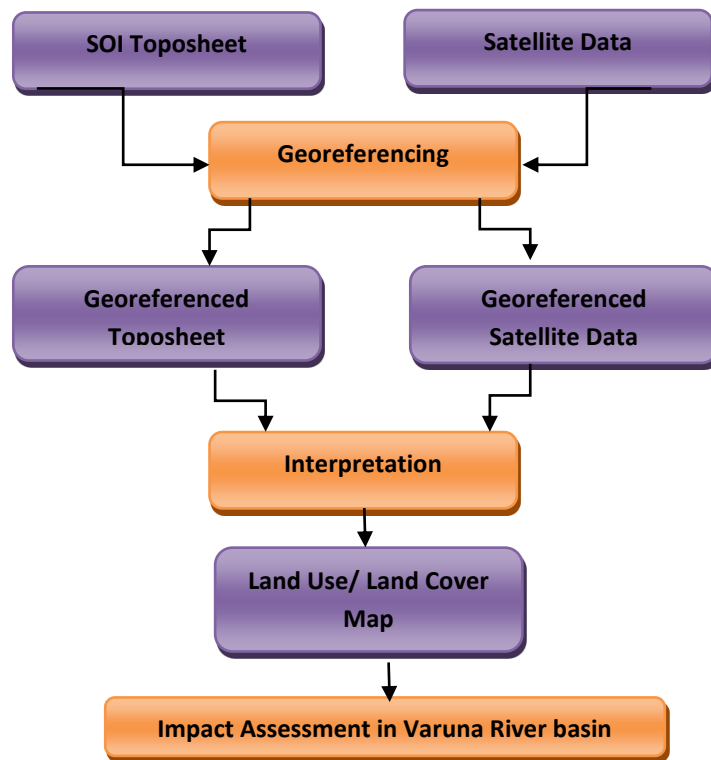 SOI Toposheet
Satellite Data
Georeferencing
Georeferenced
Toposheet
Georeferenced
Satellite Data
Interpretation
Land Use/ Land Cover
Map
Impact Assessment in Varuna River basin